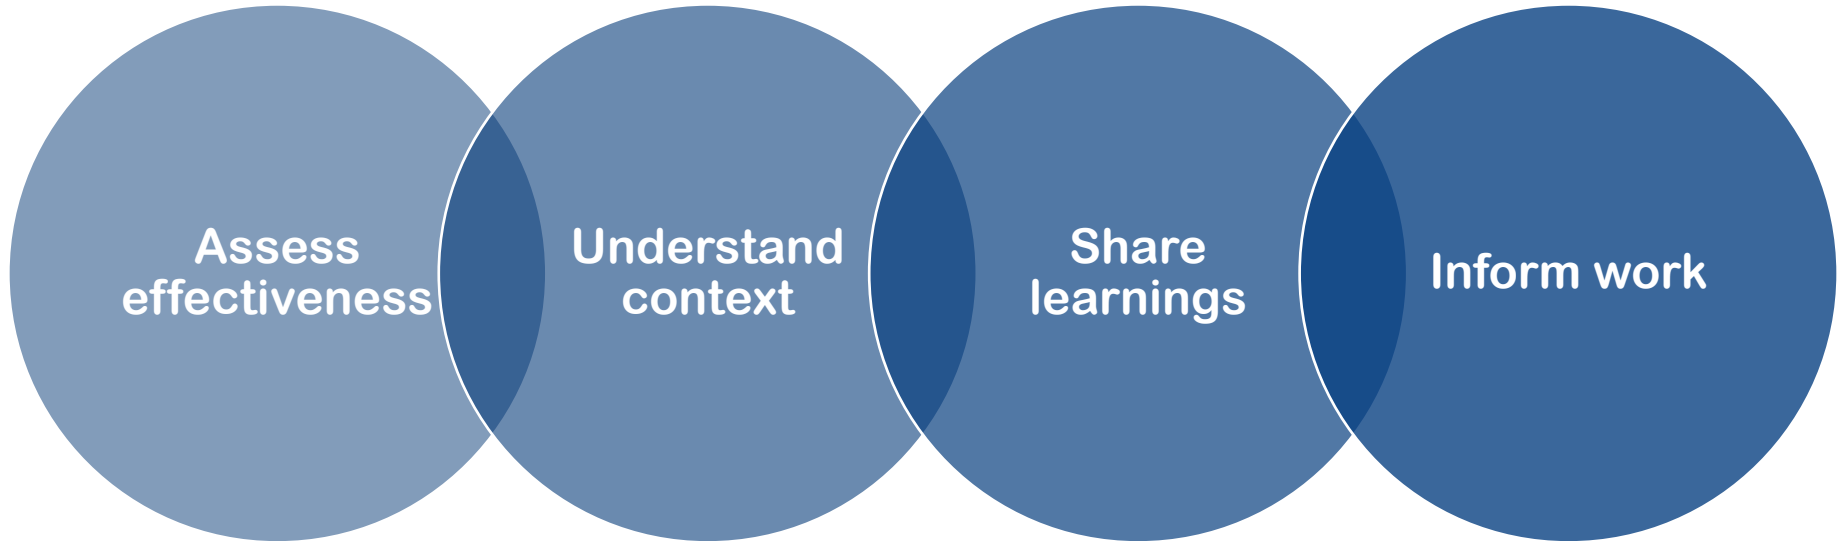 Assess
effectiveness
Understand
context
Share
learnings
Inform work